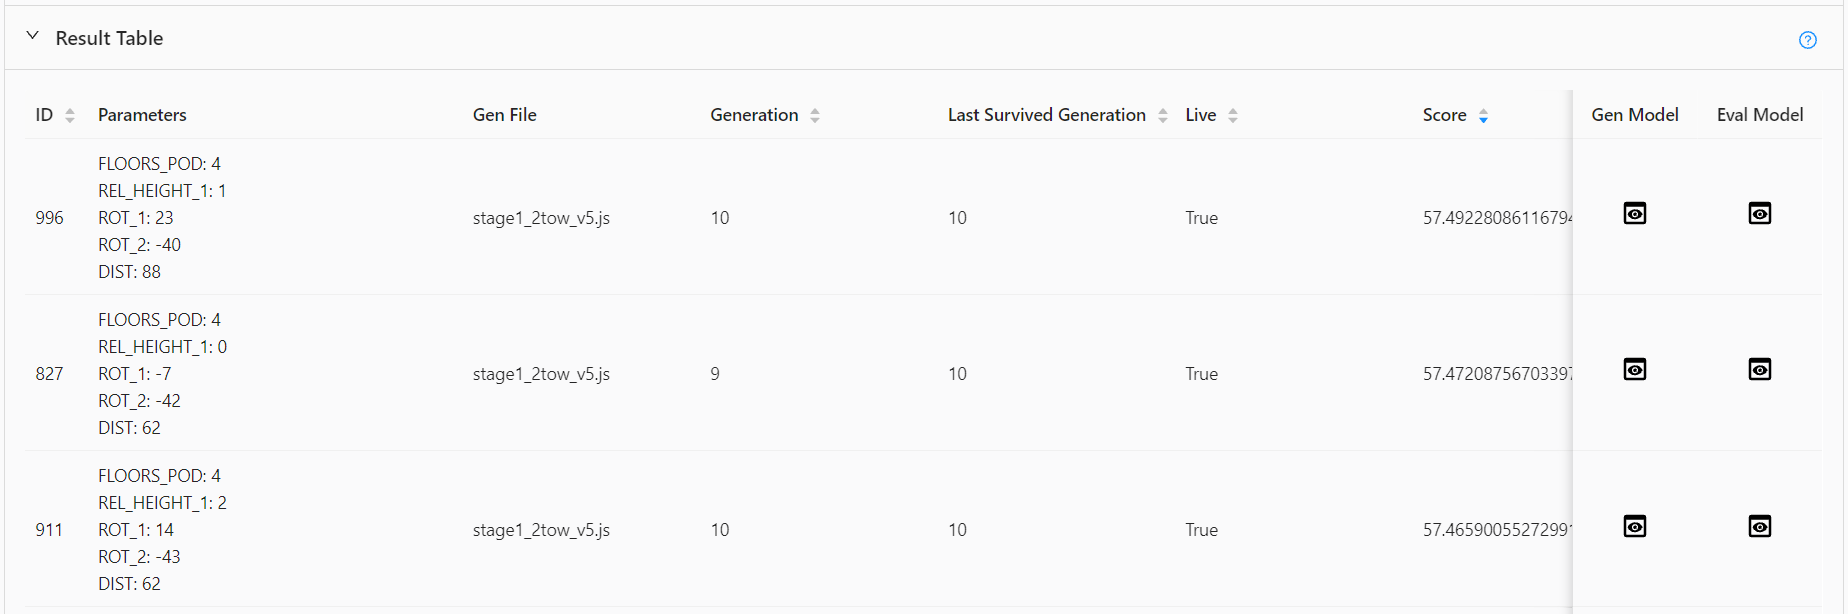 Result Table
ID Parameters Gen File Generation Last Survived Generation Live Score Gen Model Eval Model
FLOORS_POD: 4
REL_HEIGHT_1: 1
996 ROT_1: 23 stage1_2tow_v5.js 10 10 True 57.49228086116794
ROT_2: -40
DIST: 88
FLOORS_POD: 4
REL_HEIGHT_1: 0
827 ROT_1: -7 stage1_2tow_v5.js 9 10 True 57.47208756703397
ROT_2: -42
DIST: 62
FLOORS_POD: 4
REL_HEIGHT_1: 2
911 ROT_1: 14 stage1_2tow_v5.js 10 10 True 57.46590055272991
ROT_2: -43
DIST: 62